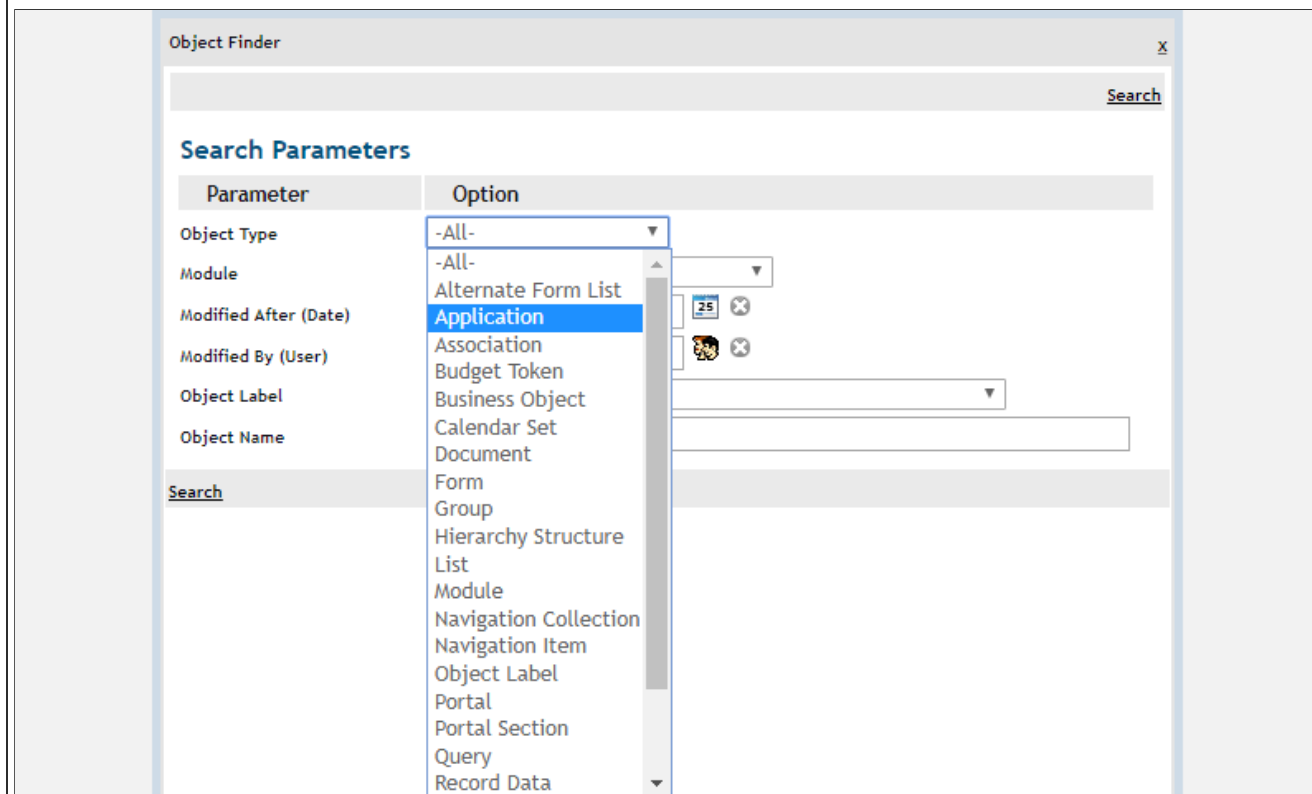 Object Finder x
Search
Search Parameters
Parameter Option
Object Type -All-
-All-
Module
Alternate Form List
Modified After (Date) 25
Application
Association
Modified By (User)
Budget Token
Object Label
Business Object
Calendar Set
Object Name
Document
Form
Search
Group
Hierarchy Structure
List
Module
Navigation Collection
Navigation Item
Object Label
Portal
Portal Section
Query
Record Data